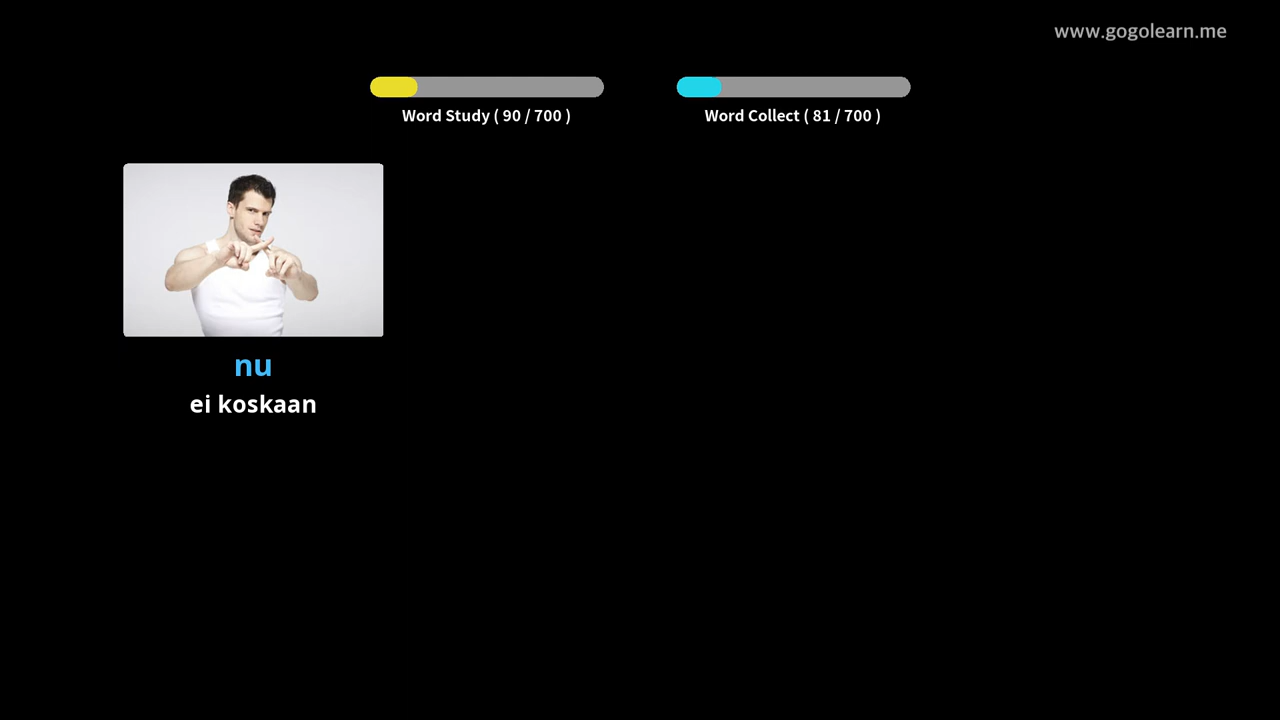 www.gogolearn.me
Word Study ( 90 / 700 )
Word Collect ( 81 / 700 )
nu
ei koskaan